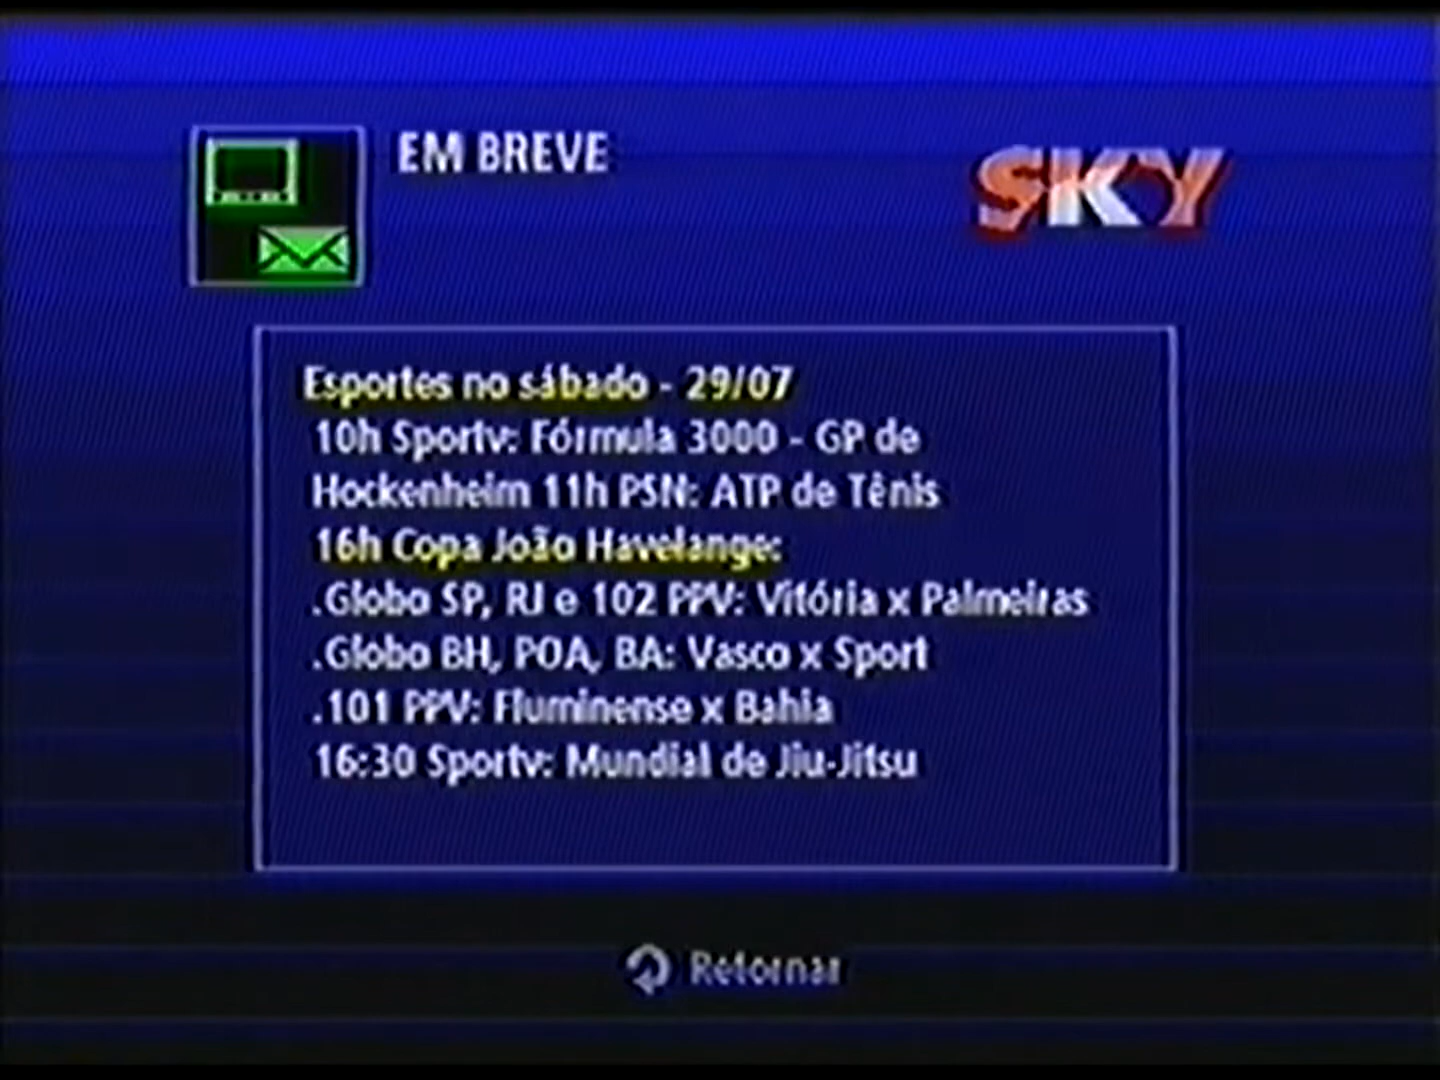 EM BREVE
SKY
Esportes no sábado - 29/07
10h Sportv: Fórmula 3000 - GP de
Hockenheim 11h PSN: ATP de Tênis
16h Copa João Havelange:
.Globo SP, RJ e 102 PPV: Vitória x Palmeiras
.Globo BH, POA, BA: Vasco x Sport
.101 PPV: Fluminense x Bahia
16:30 Sportv: Mundial de Jiu-Jitsu
Retornar